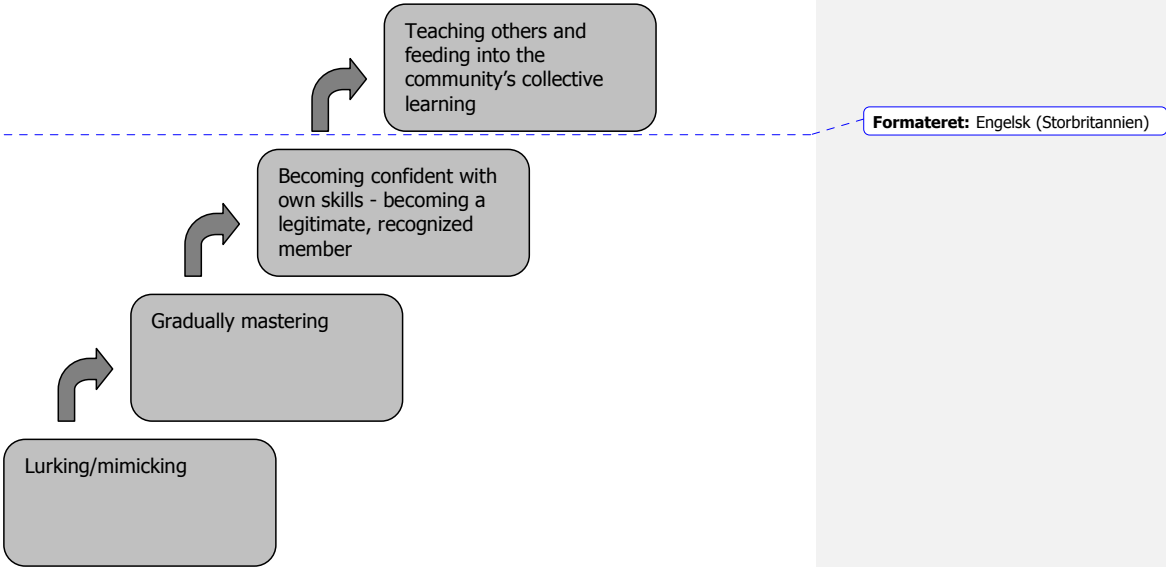 Teaching others and
feeding into the
community’s collective
learning
Formateret: Engelsk (Storbritannien)
Becoming confident with
own skills - becoming a
legitimate, recognized
member
Gradually mastering
Lurking/mimicking